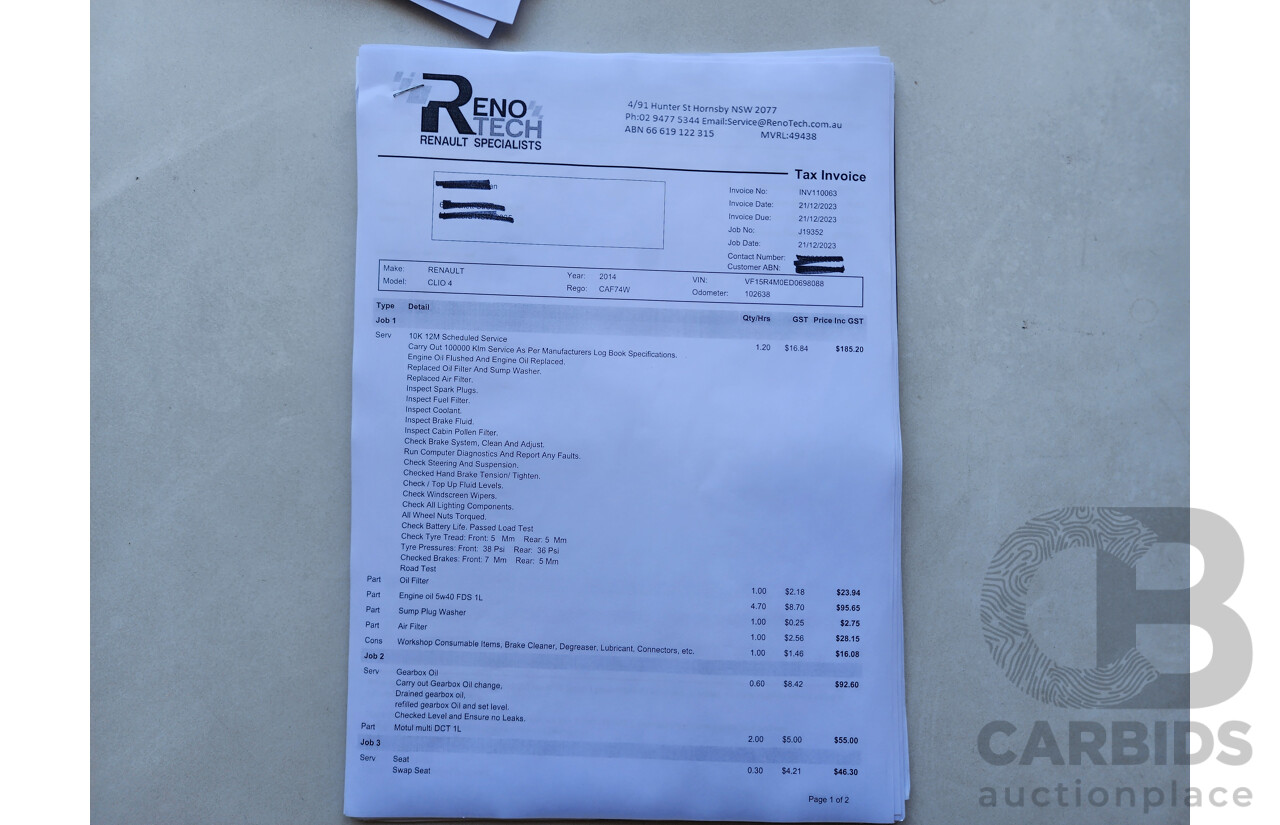 RENO
TECH
RENAULT SPECIALISTS
4/91 Hunter St Hornsby NSW 2077
Ph:02 9477 5344 Email:Service@RenoTech.com.au
ABN 66 619 122 315 MVRL:49438
Tax Invoice
Invoice No: INV110063
Invoice Date: 21/12/2023
Invoice Due: 21/12/2023
Job No: J19352
Job Date: 21/12/2023
Contact Number:
Customer ABN:
Make: RENAULT Year: 2014 VIN: VF15R4M0ED0698088
Model: CLIO 4 Rego: CAF74W Odometer: 102638
Type Detail Qty/Hrs GST Price Inc GST
Job 1
Serv 10K 12M Scheduled Service
Carry Out 100000 Klm Service As Per Manufacturers Log Book Specifications. 1.20 $16.84 $185.20
Engine Oil Flushed And Engine Oil Replaced.
Replaced Oil Filter And Sump Washer.
Replaced Air Filter.
Inspect Spark Plugs.
Inspect Fuel Filter.
Inspect Coolant.
Inspect Brake Fluid.
Inspect Cabin Pollen Filter.
Check Brake System, Clean And Adjust.
Run Computer Diagnostics And Report Any Faults.
Check Steering And Suspension.
Checked Hand Brake Tension/ Tighten.
Check / Top Up Fluid Levels.
Check Windscreen Wipers.
Check All Lighting Components.
All Wheel Nuts Torqued.
Check Battery Life. Passed Load Test
Check Tyre Tread: Front: 5 Mm Rear: 5 Mm
Tyre Pressures: Front: 38 Psi Rear: 36 Psi
Checked Brakes: Front: 7 Mm Rear: 5 Mm
Road Test
Part Oil Filter 1.00 $2.18 $23.94
Part Engine oil 5w40 FDS 1L 4.70 $8.70 $95.65
Part Sump Plug Washer 1.00 $0.25 $2.75
Part Air Filter 1.00 $2.56 $28.15
Cons Workshop Consumable Items, Brake Cleaner, Degreaser, Lubricant, Connectors, etc. 1.00 $1.46 $16.08
Job 2
Serv Gearbox Oil
Carry out Gearbox Oil change, 0.60 $8.42 $92.60
Drained gearbox oil,
refilled gearbox Oil and set level.
Checked Level and Ensure no Leaks.
Part Motul multi DCT 1L 2.00 $5.00 $55.00
Job 3
Serv Seat
Swap Seat 0.30 $4.21 $46.30
Page 1 of 2
CB
CARBIDS
auctionplace